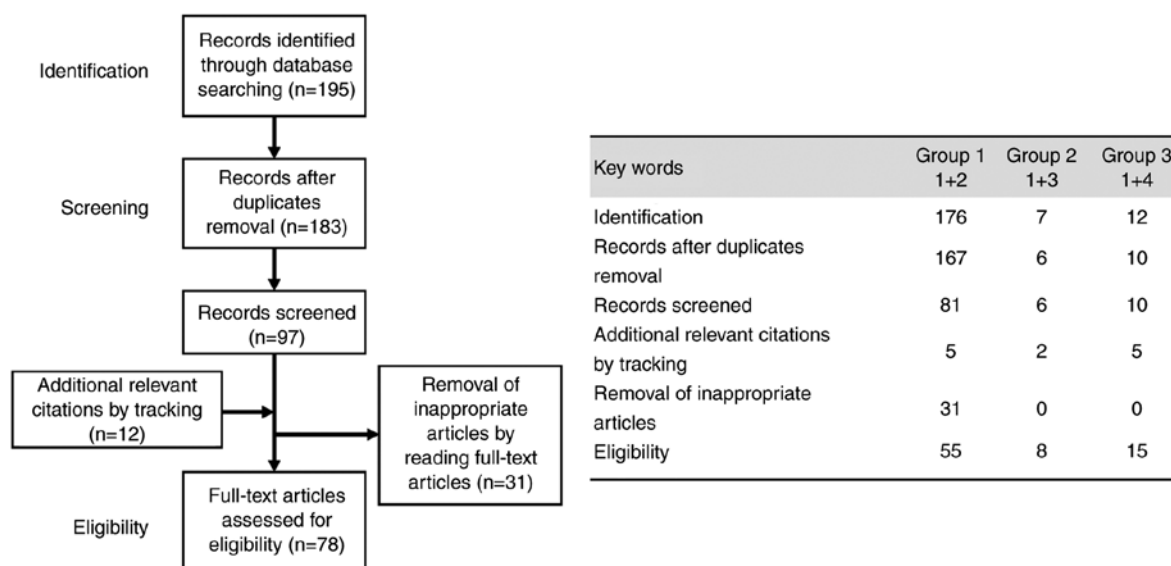 Identification
Records identified
through database
searching (n=195)
Screening
Records after
duplicates
removal (n=183)
Records screened
(n=97)
Additional relevant
citations by tracking
(n=12)
Removal of
inappropriate
articles by
reading full-text
articles (n=31)
Eligibility
Full-text articles
assessed for
eligibility (n=78)
Key words Group 1 Group 2 Group 3
1+2 1+3 1+4
Identification 176 7 12
Records after duplicates
removal 167 6 10
Records screened 81 6 10
Additional relevant citations
by tracking 5 2 5
Removal of inappropriate
articles 31 0 0
Eligibility 55 8 15